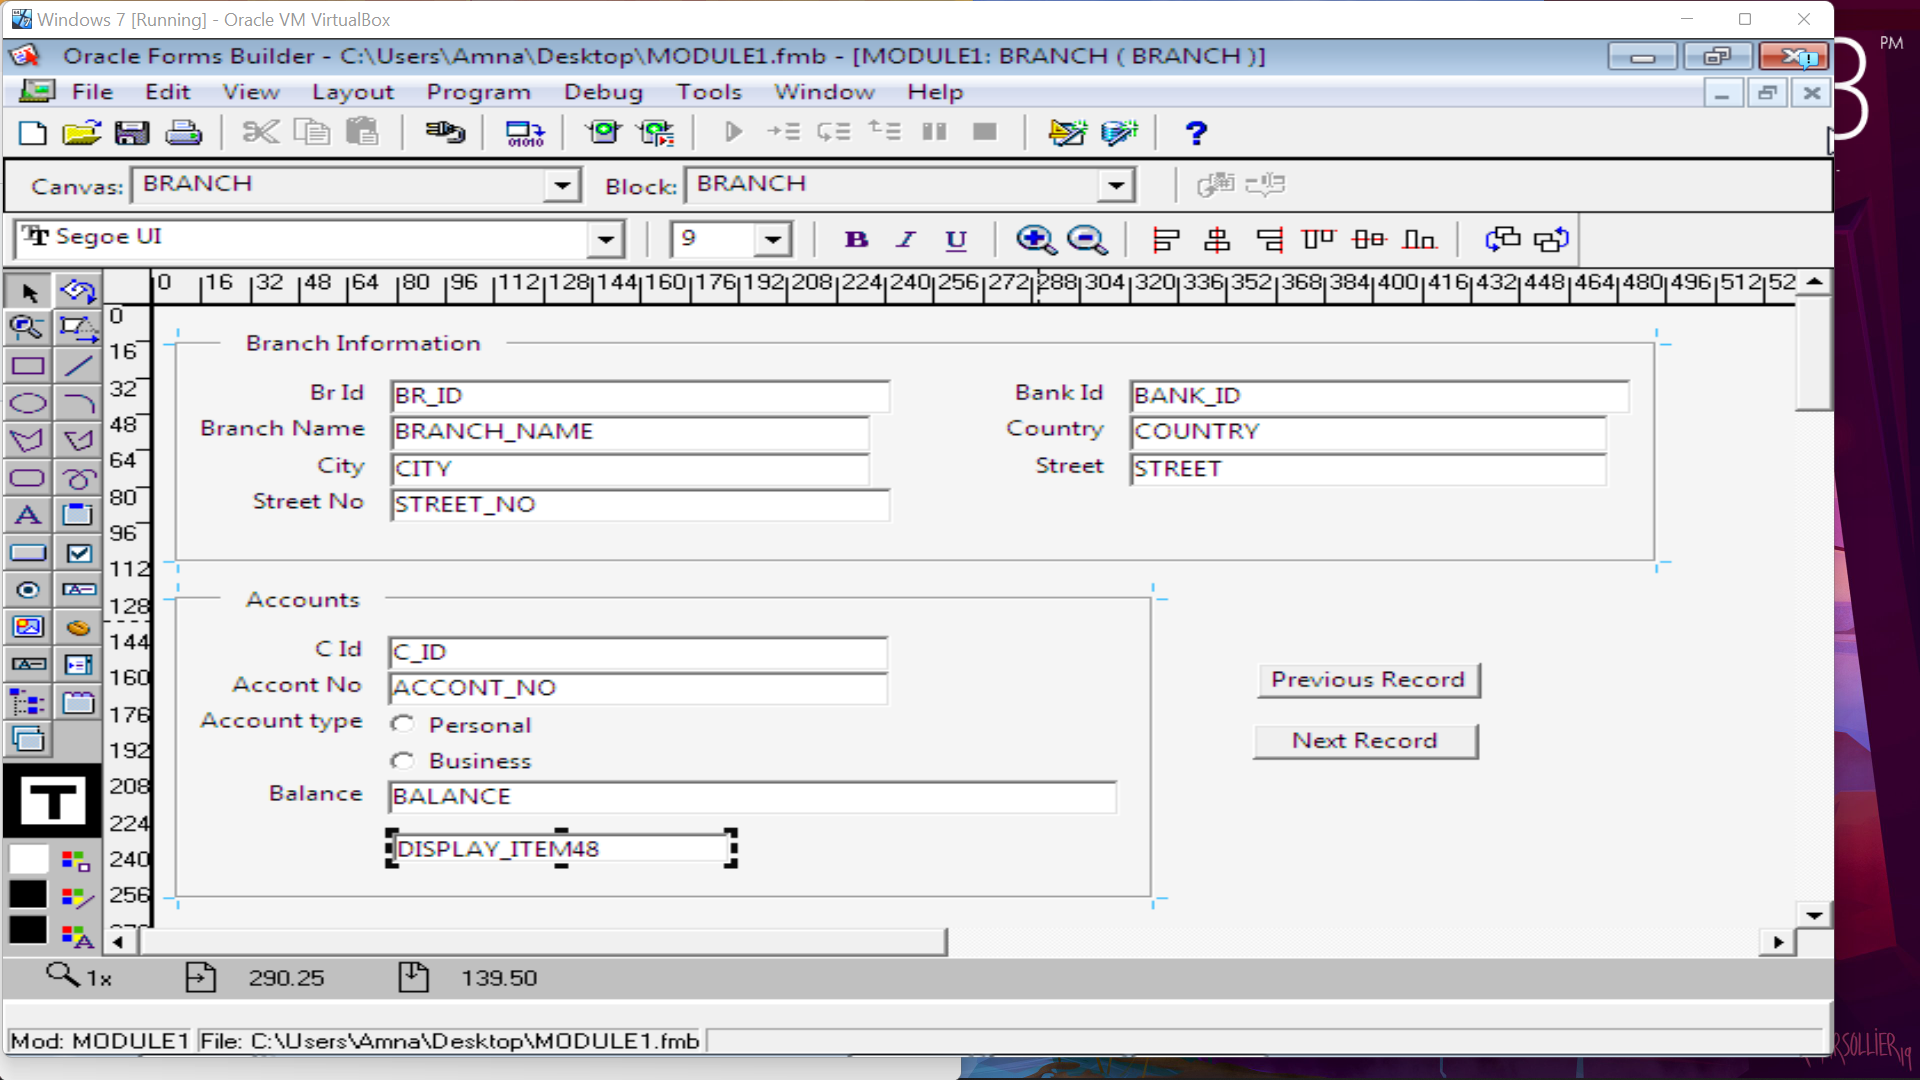 Windows 7 [Running] - Oracle VM VirtualBox
PM
Oracle Forms Builder - C:\Users\Amna\Desktop\MODULE1.fmb - [MODULE1: BRANCH ( BRANCH )]
File Edit View Layout Program Debug Tools Window Help
Canvas: BRANCH Block: BRANCH
Segoe UI 9 B I U
0 16 32 48 64 80 96 112 128 144 160 176 192 208 224 240 256 272 288 304 320 336 352 368 384 400 416 432 448 464 480 496 512 52
0
16
32
48
64
80
96
112
128
144
160
176
192
208
224
240
256
Branch Information
Br Id BR_ID Bank Id BANK_ID
Branch Name BRANCH_NAME Country COUNTRY
City CITY Street STREET
Street No STREET_NO
Accounts
C Id C_ID
Accont No ACCONT_NO
Account type Personal
Business
Balance BALANCE
DISPLAY_ITEM48
Previous Record
Next Record
1x 290.25 139.50
Mod: MODULE1 File: C:\Users\Amna\Desktop\MODULE1.fmb